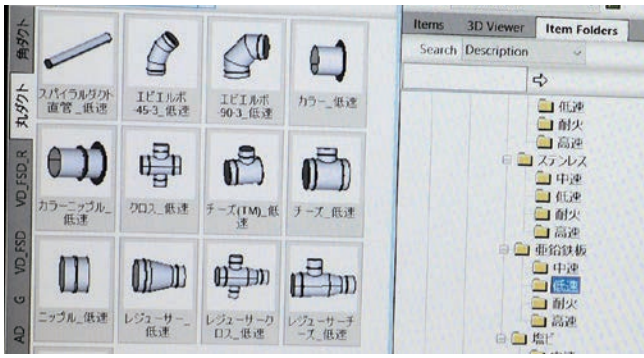 角ダクト
丸ダクト
VD_FSD_R
VD_FSD
G
AD
スパイラルダクト
直管_低速
エビエルボ
-45-3_低速
エビエルボ
-90-3_低速
カラー_低速
カラーニップル_
低速
クロス_低速
チーズ(TM)_低
速
チーズ_低速
ニップル_低速
レジューサー_
低速
レジューサーク
ロス_低速
レジューサーチ
ーズ_低速
Items
3D Viewer
Item Folders
Search
Description
低速
耐火
高速
ステンレス
中速
低速
耐火
高速
亜鉛鉄板
中速
低速
耐火
高速
塩ビ